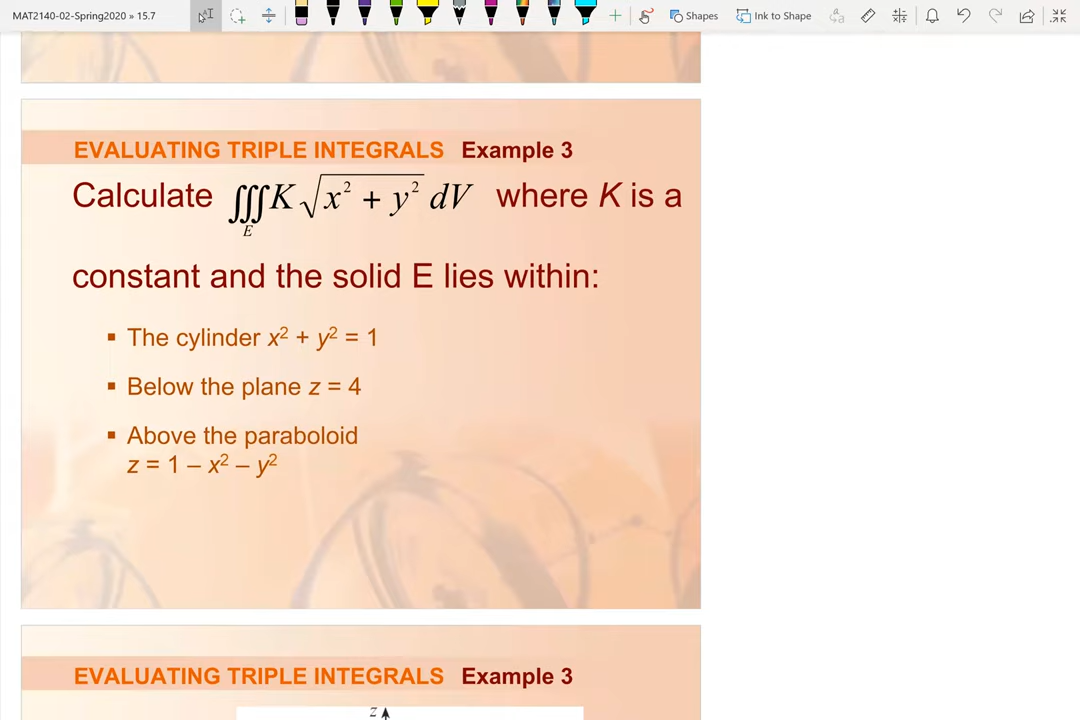 MAT2140-02-Spring2020 » 15.7
Shapes
Ink to Shape
EVALUATING TRIPLE INTEGRALS Example 3
Calculate ∭_E K√(x² + y²) dV where K is a
constant and the solid E lies within:
▪ The cylinder x² + y² = 1
▪ Below the plane z = 4
▪ Above the paraboloid
z = 1 – x² – y²
EVALUATING TRIPLE INTEGRALS Example 3
z